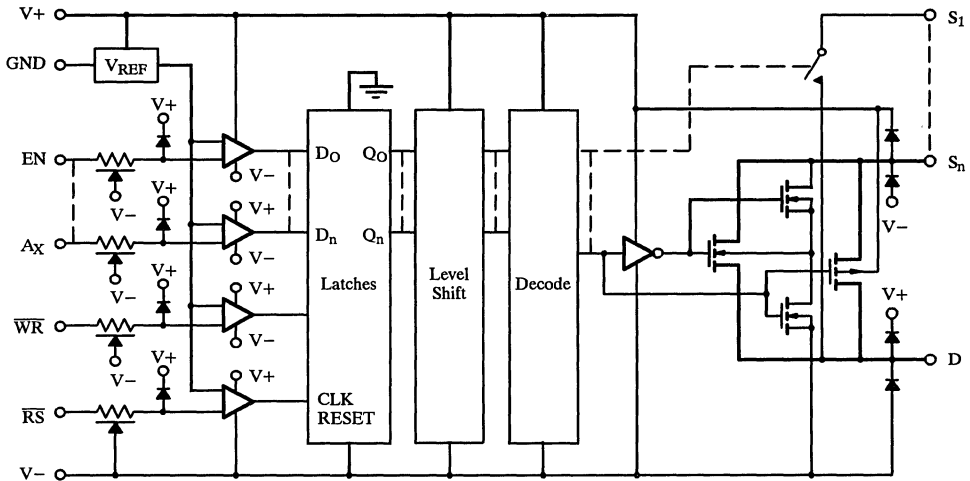 V+
S1
GND
VREF
V+
EN
V−
DO
QO
Sn
V−
V+
V+
AX
V−
Dn
Qn
V−
V−
V+
Latches
Level
Shift
Decode
V+
WR
V−
V−
V+
V+
D
RS
CLK
RESET
V−